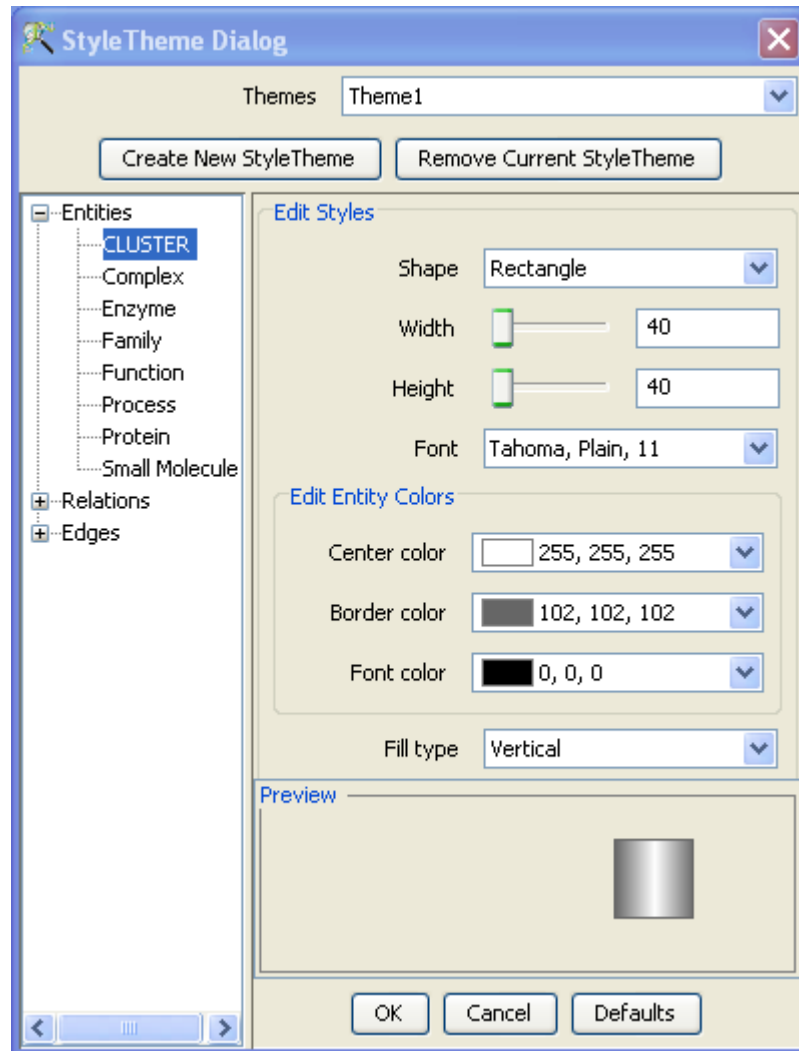 StyleTheme Dialog
Themes Theme1
Create New StyleTheme Remove Current StyleTheme
Entities
CLUSTER
Complex
Enzyme
Family
Function
Process
Protein
Small Molecule
Relations
Edges
Edit Styles
Shape Rectangle
Width 40
Height 40
Font Tahoma, Plain, 11
Edit Entity Colors
Center color 255, 255, 255
Border color 102, 102, 102
Font color 0, 0, 0
Fill type Vertical
Preview
OK Cancel Defaults